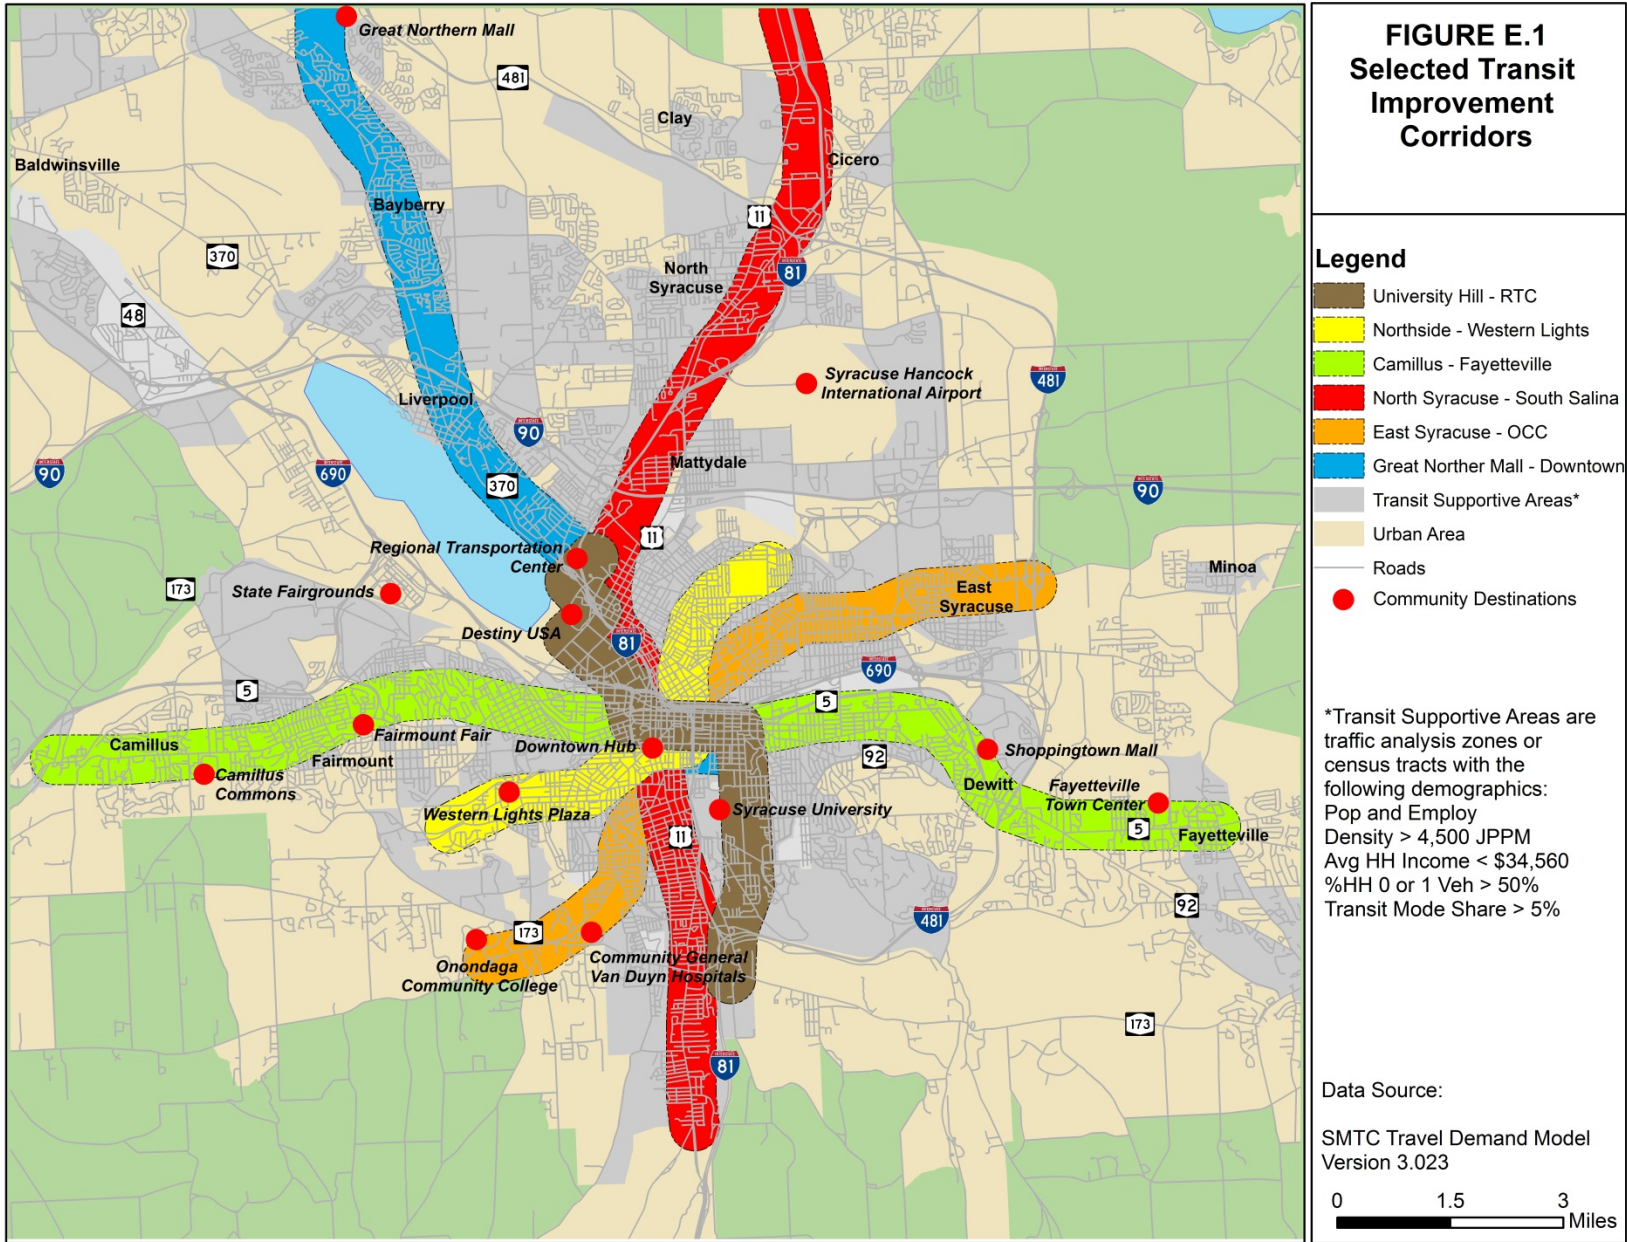 FIGURE E.1
Selected Transit
Improvement
Corridors
Legend
University Hill - RTC
Northside - Western Lights
Camillus - Fayetteville
North Syracuse - South Salina
East Syracuse - OCC
Great Norther Mall - Downtown
Transit Supportive Areas*
Urban Area
Roads
Community Destinations
*Transit Supportive Areas are
traffic analysis zones or
census tracts with the
following demographics:
Pop and Employ
Density > 4,500 JPPM
Avg HH Income < $34,560
%HH 0 or 1 Veh > 50%
Transit Mode Share > 5%
Data Source:
SMTC Travel Demand Model
Version 3.023
0 1.5 3
Miles
Great Northern Mall
481
Clay
Baldwinsville
Cicero
Bayberry
11
370
North
Syracuse
81
48
Syracuse Hancock
International Airport
481
Liverpool
90
Mattydale
90
690
370
90
11
Regional Transportation
Center
Minoa
173
State Fairgrounds
East
Syracuse
Destiny USA
81
690
5
5
Camillus
Fairmount Fair
Fairmount
Downtown Hub
92
Shoppingtown Mall
Camillus
Commons
Dewitt
Fayetteville
Town Center
Western Lights Plaza
Syracuse University
11
5
Fayetteville
92
481
173
Onondaga
Community College
Community General
Van Duyn Hospitals
173
81